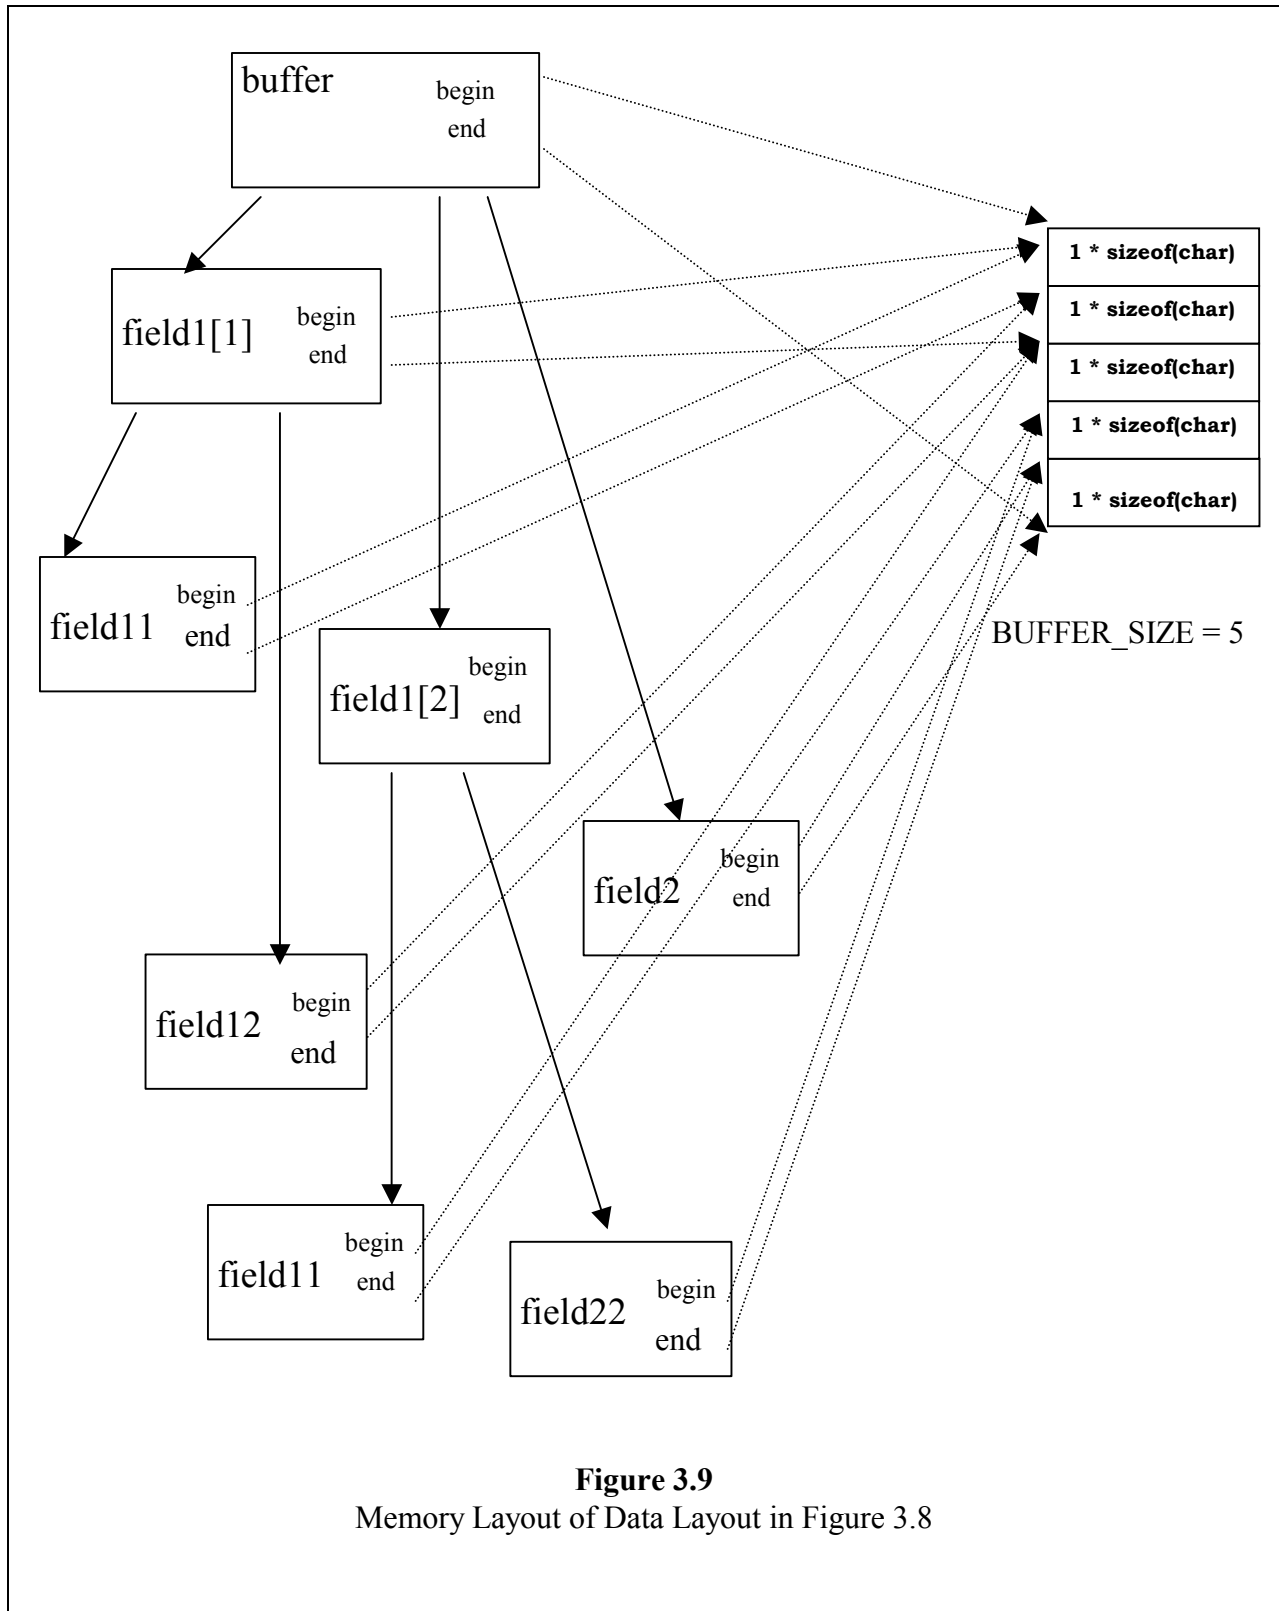 buffer
begin
end
1 * sizeof(char)
field1[1]
begin
end
1 * sizeof(char)
1 * sizeof(char)
1 * sizeof(char)
1 * sizeof(char)
field11
begin
end
BUFFER_SIZE = 5
field1[2]
begin
end
field2
begin
end
field12
begin
end
field11
begin
end
field22
begin
end
Figure 3.9
Memory Layout of Data Layout in Figure 3.8